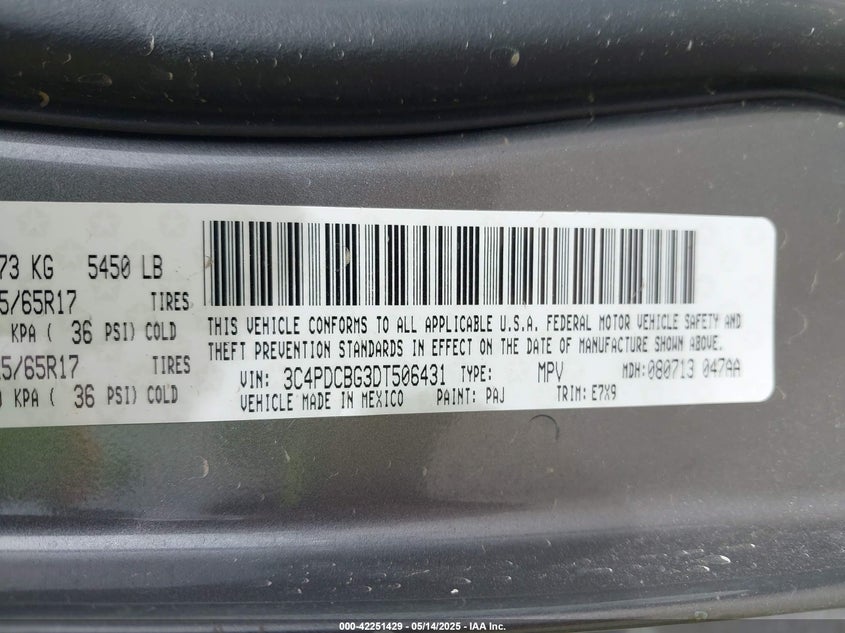 73 KG 5450 LB
5/65R17 TIRES
KPA ( 36 PSI) COLD
5/65R17 TIRES
KPA ( 36 PSI) COLD
THIS VEHICLE CONFORMS TO ALL APPLICABLE U.S.A. FEDERAL MOTOR VEHICLE SAFETY AND
THEFT PREVENTION STANDARDS IN EFFECT ON THE DATE OF MANUFACTURE SHOWN ABOVE.
VIN: 3C4PDCBG3DT506431 TYPE: MPV MDH:080713 047AA
VEHICLE MADE IN MEXICO PAINT: PAJ TRIM: E7X9
000-42251429 - 05/14/2025 - IAA Inc.